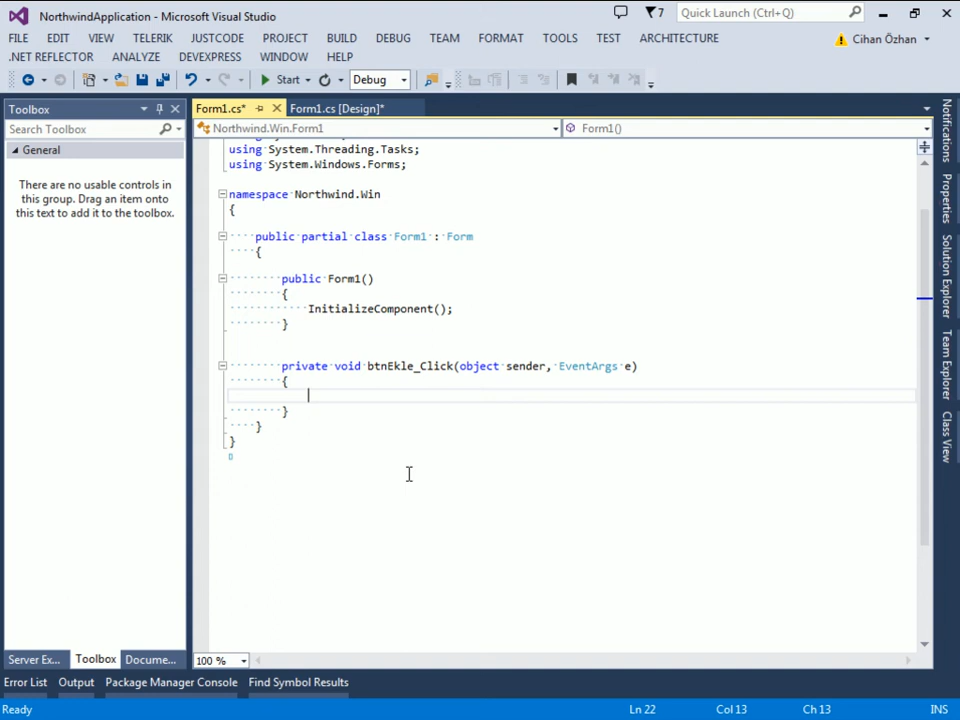 NorthwindApplication - Microsoft Visual Studio
7
Quick Launch (Ctrl+Q)
FILE EDIT VIEW TELERIK JUSTCODE PROJECT BUILD DEBUG TEAM FORMAT TOOLS TEST ARCHITECTURE
Cihan Özhan
.NET REFLECTOR ANALYZE DEVEXPRESS WINDOW HELP
Start Debug
Toolbox
Search Toolbox
General
There are no usable controls in
this group. Drag an item onto
this text to add it to the toolbox.
Form1.cs* Form1.cs [Design]*
Northwind.Win.Form1 Form1()
using System.Threading.Tasks;
using System.Windows.Forms;
namespace Northwind.Win
{
public partial class Form1 : Form
{
public Form1()
{
InitializeComponent();
}
private void btnEkle_Click(object sender, EventArgs e)
{
}
}
}
Notifications
Properties
Solution Explorer
Team Explorer
Class View
100 %
Server Ex... Toolbox Docume...
Error List Output Package Manager Console Find Symbol Results
Ready Ln 22 Col 13 Ch 13 INS